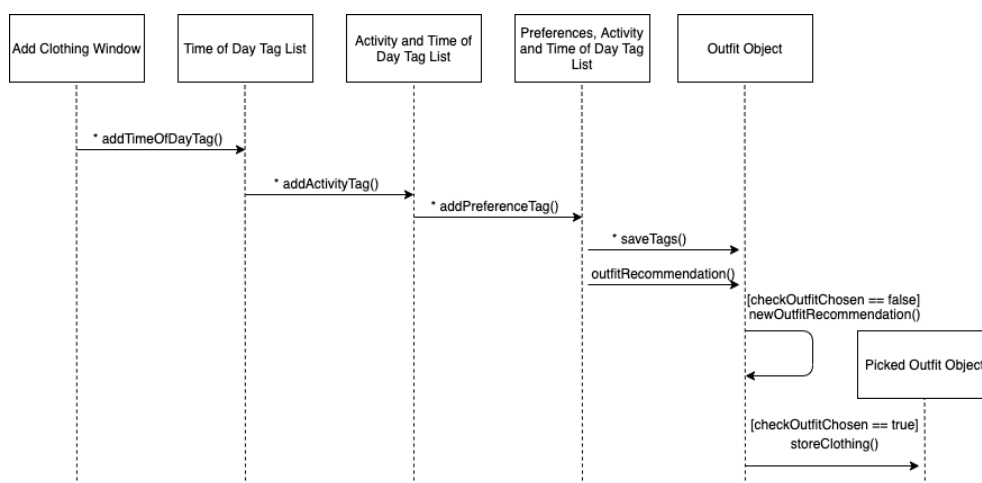 Add Clothing Window
Time of Day Tag List
Activity and Time of
Day Tag List
Preferences, Activity
and Time of Day Tag
List
Outfit Object
* addTimeOfDayTag()
* addActivityTag()
* addPreferenceTag()
* saveTags()
outfitRecommendation()
[checkOutfitChosen == false]
newOutfitRecommendation()
Picked Outfit Object
[checkOutfitChosen == true]
storeClothing()